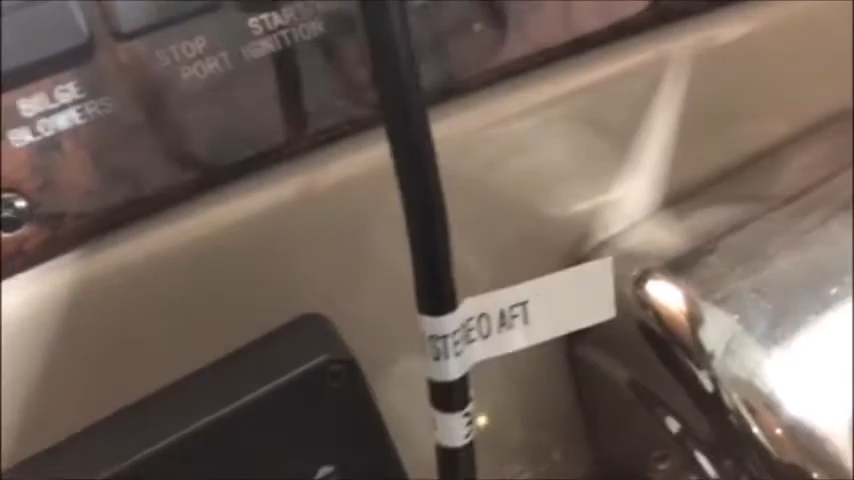 BILGE
BLOWERS
STOP
PORT
START
IGNITION
STEREO AFT